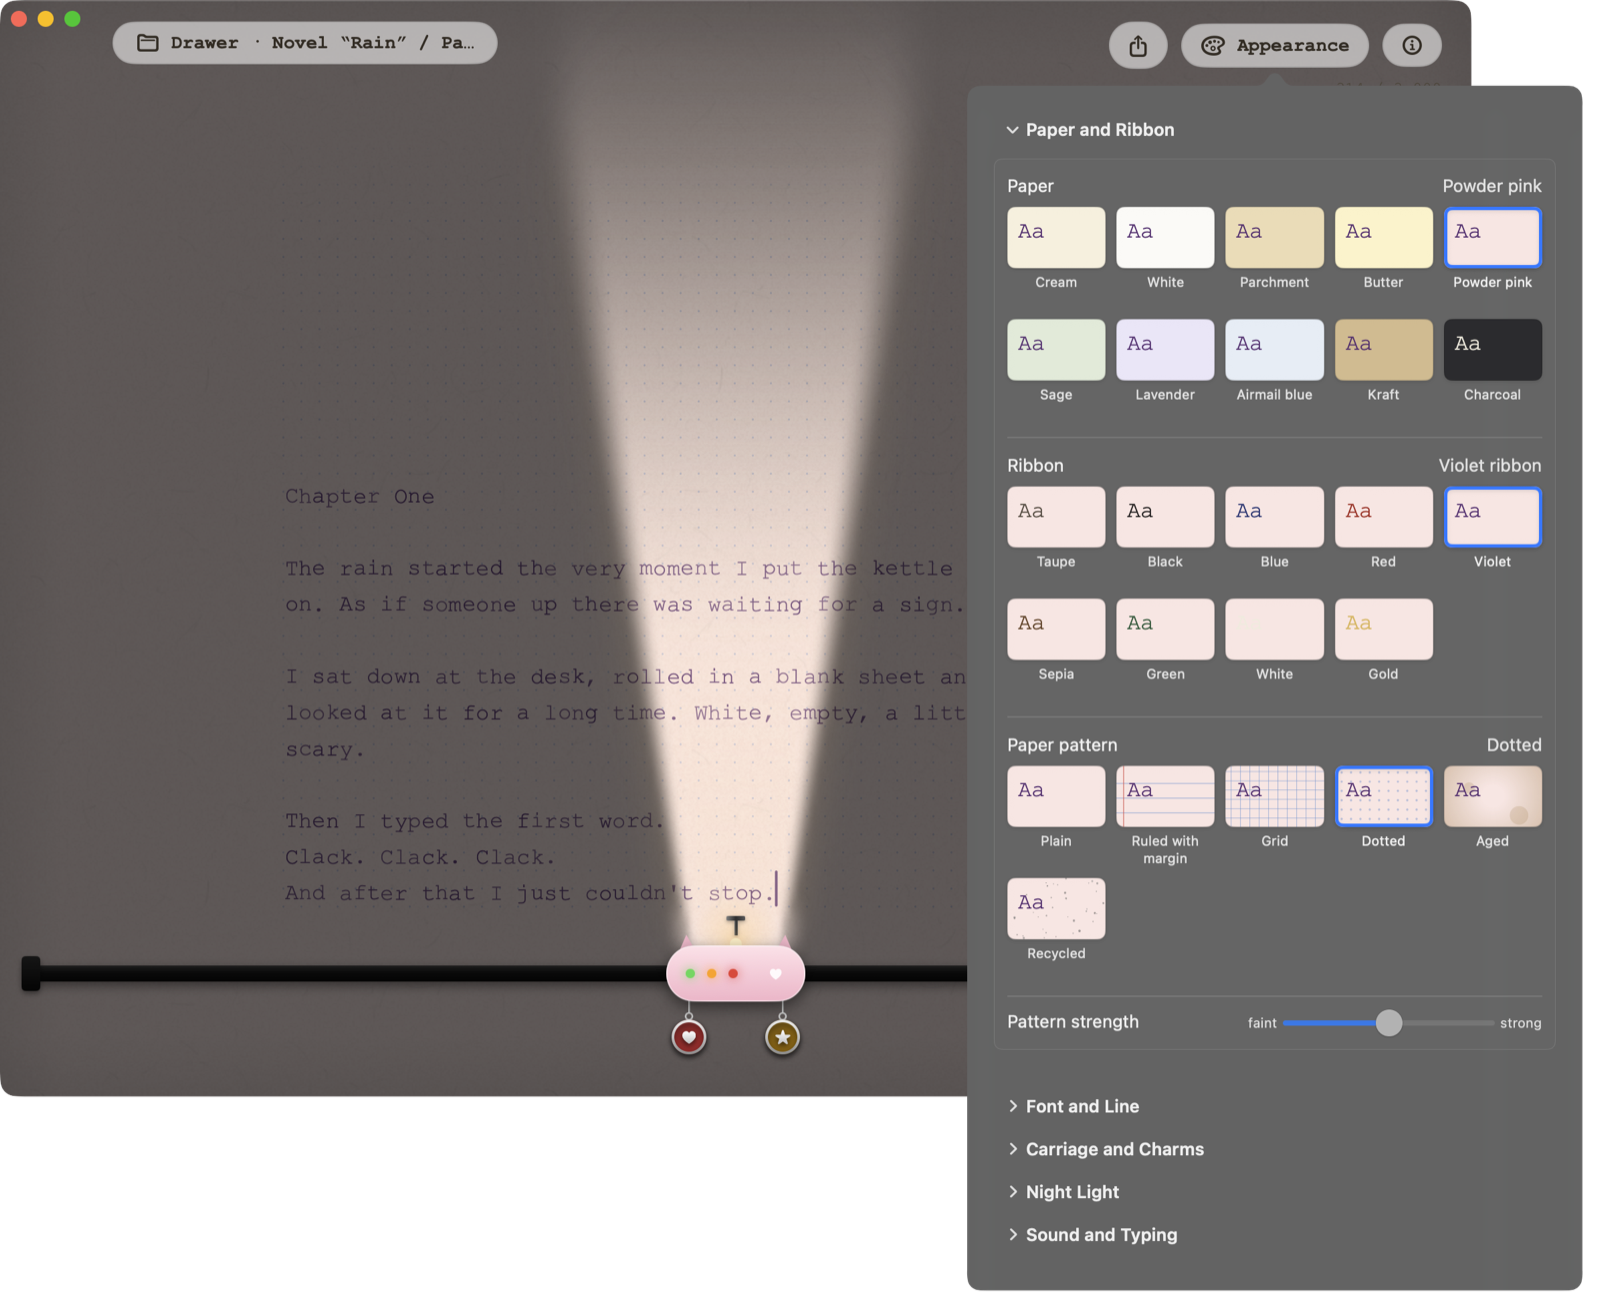 Drawer · Novel “Rain” / Pa…
Appearance
Chapter One
The rain started the very moment I put the kettle
on. As if someone up there was waiting for a sign.
I sat down at the desk, rolled in a blank sheet an
looked at it for a long time. White, empty, a litt
scary.
Then I typed the first word.
Clack. Clack. Clack.
And after that I just couldn't stop.
T
Paper and Ribbon
Paper Powder pink
Aa Aa Aa Aa Aa
Cream White Parchment Butter Powder pink
Aa Aa Aa Aa Aa
Sage Lavender Airmail blue Kraft Charcoal
Ribbon Violet ribbon
Aa Aa Aa Aa Aa
Taupe Black Blue Red Violet
Aa Aa Aa
Sepia Green White Gold
Paper pattern Dotted
Aa Aa Aa Aa Aa
Plain Ruled with margin Grid Dotted Aged
Aa
Recycled
Pattern strength faint strong
Font and Line
Carriage and Charms
Night Light
Sound and Typing